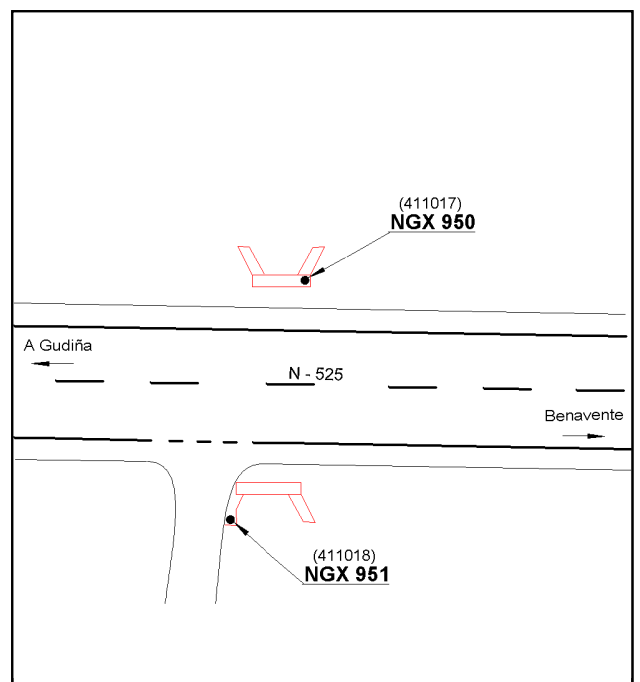 (411017)
NGX 950
A Gudiña
N - 525
Benavente
(411018)
NGX 951